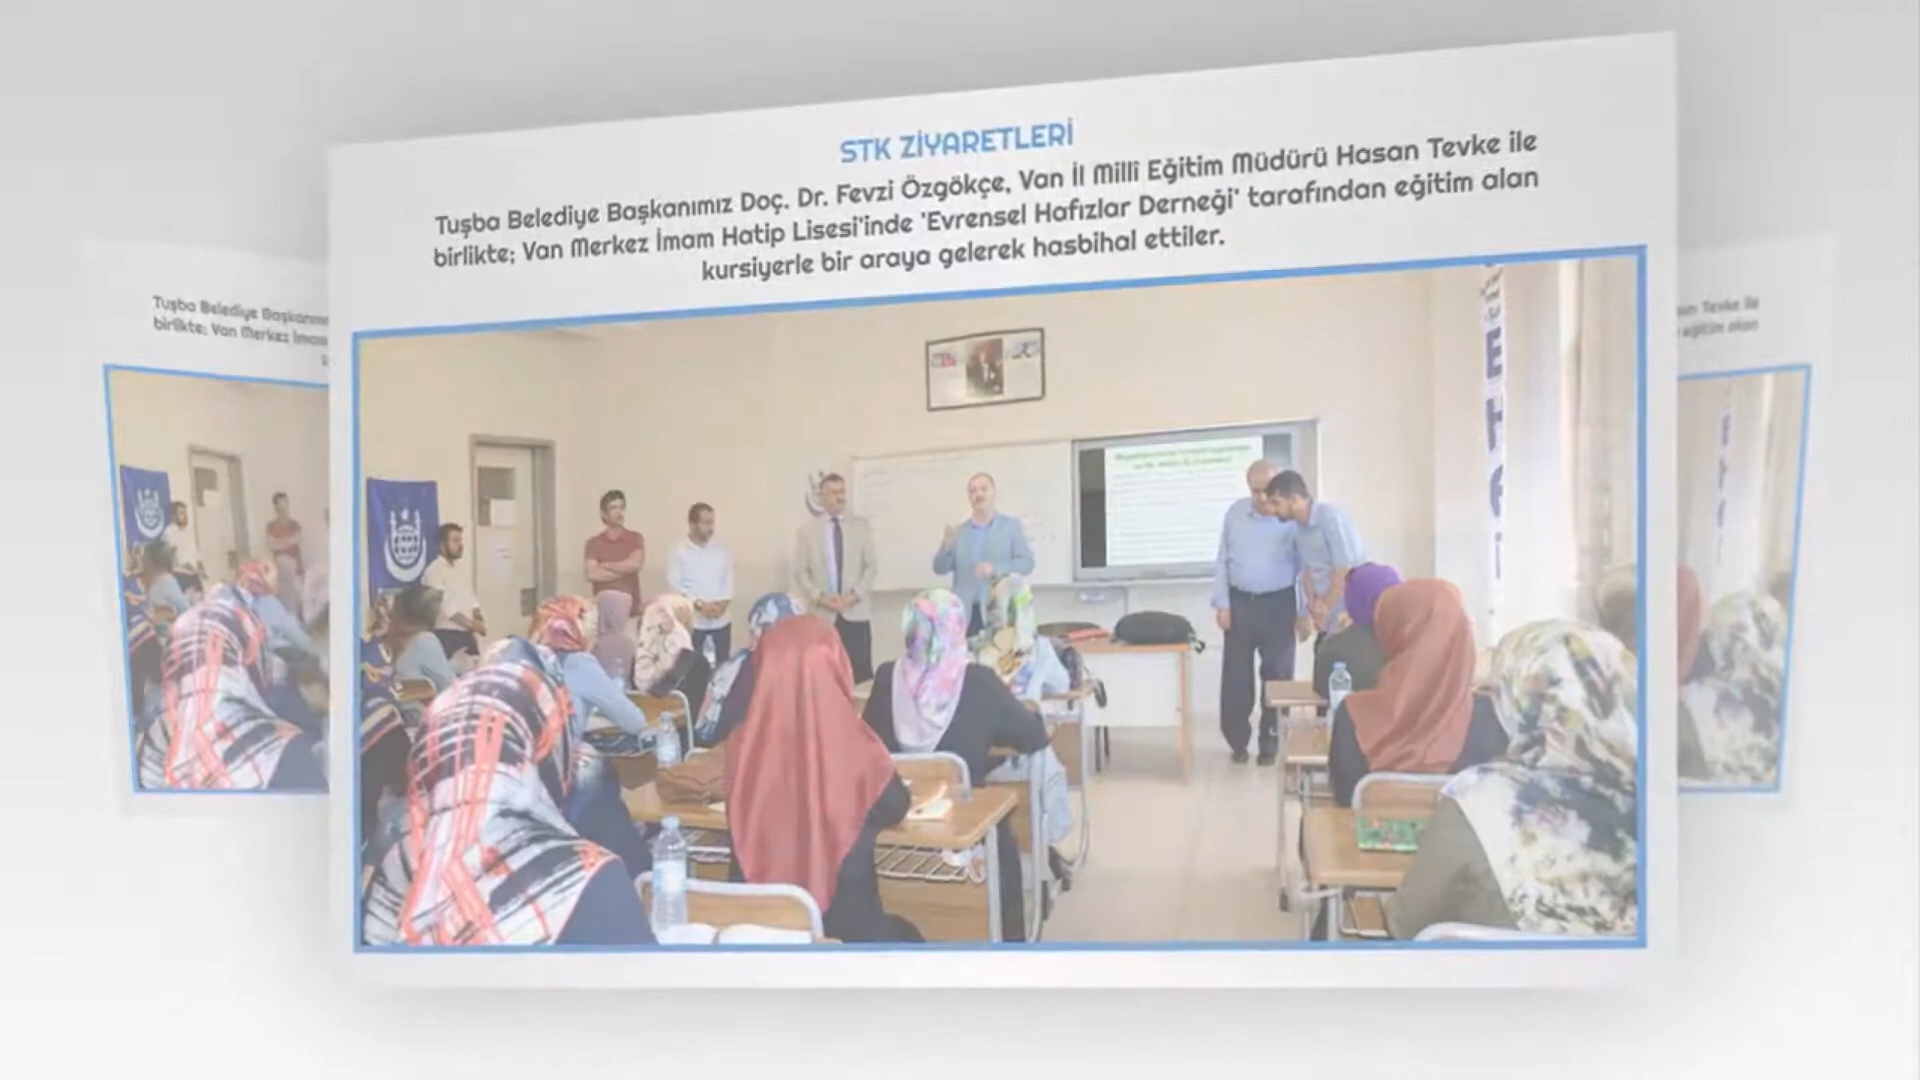 STK ZİYARETLERİ
Tuşba Belediye Başkanımız Doç. Dr. Fevzi Özgökçe, Van İl Milli Eğitim Müdürü Hasan Tevke ile
birlikte; Van Merkez İmam Hatip Lisesi'inde 'Evrensel Hafızlar Derneği' tarafından eğitim alan
kursiyerle bir araya gelerek hasbihal ettiler.
Tuşba Belediye Başkanımız
birlikte; Van Merkez İmam
Tevke ile
eğitim alan